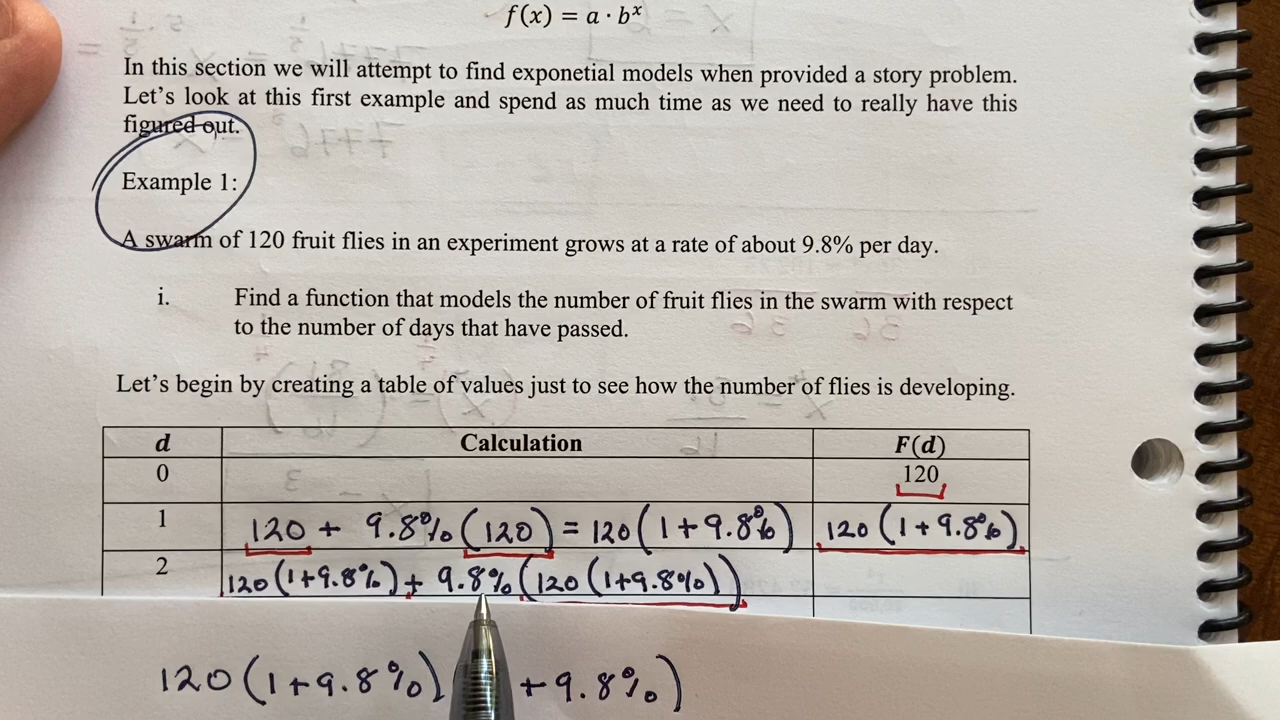 f(x) = a · bˣ
In this section we will attempt to find exponetial models when provided a story problem.
Let's look at this first example and spend as much time as we need to really have this
figured out.
Example 1:
A swarm of 120 fruit flies in an experiment grows at a rate of about 9.8% per day.
i. Find a function that models the number of fruit flies in the swarm with respect
to the number of days that have passed.
Let's begin by creating a table of values just to see how the number of flies is developing.
d Calculation F(d)
0 120
1 120 + 9.8% (120) = 120 (1 + 9.8%) 120 (1 + 9.8%)
2 120 (1+9.8%) + 9.8% (120 (1+9.8%))
120 (1+9.8%) +9.8%)